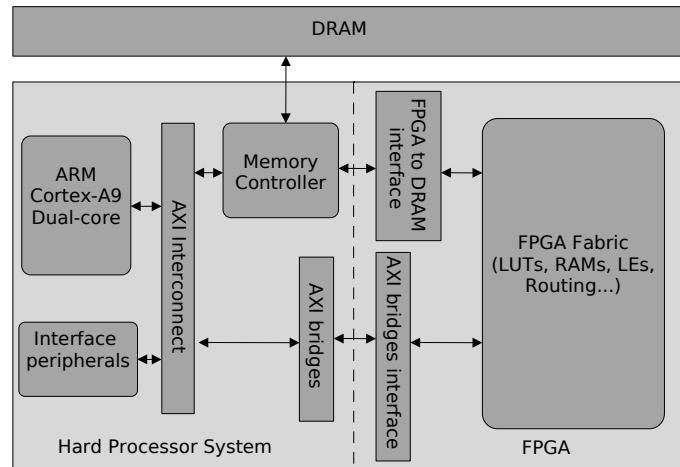 DRAM
ARM
Cortex-A9
Dual-core
AXI Interconnect
Memory
Controller
FPGA to DRAM
interface
FPGA Fabric
(LUTs, RAMs, LEs,
Routing...)
Interface
peripherals
AXI bridges
AXI bridges interface
Hard Processor System
FPGA